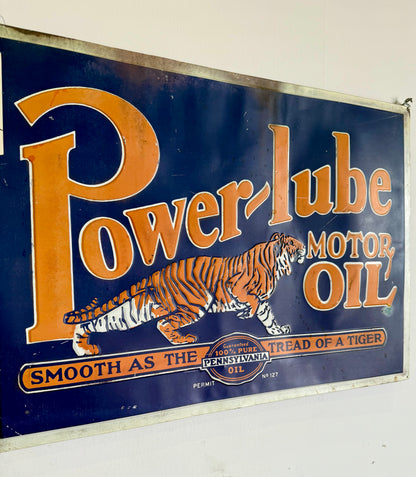 Power-lube
MOTOR
OIL
SMOOTH AS THE TREAD OF A TIGER
Guaranteed
100% PURE
PENNSYLVANIA
OIL
PERMIT No 127